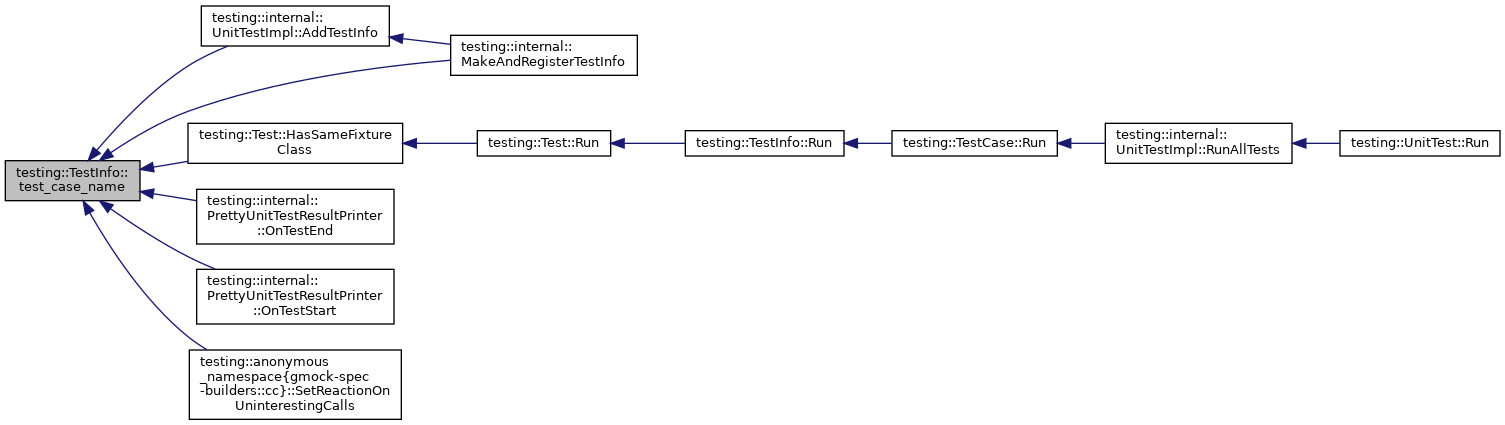 testing::internal::
UnitTestImpl::AddTestInfo
testing::internal::
MakeAndRegisterTestInfo
testing::Test::HasSameFixture
Class
testing::Test::Run
testing::TestInfo::Run
testing::TestCase::Run
testing::internal::
UnitTestImpl::RunAllTests
testing::UnitTest::Run
testing::TestInfo::
test_case_name
testing::internal::
PrettyUnitTestResultPrinter
::OnTestEnd
testing::internal::
PrettyUnitTestResultPrinter
::OnTestStart
testing::anonymous
_namespace{gmock-spec
-builders::cc}::SetReactionOn
UninterestingCalls